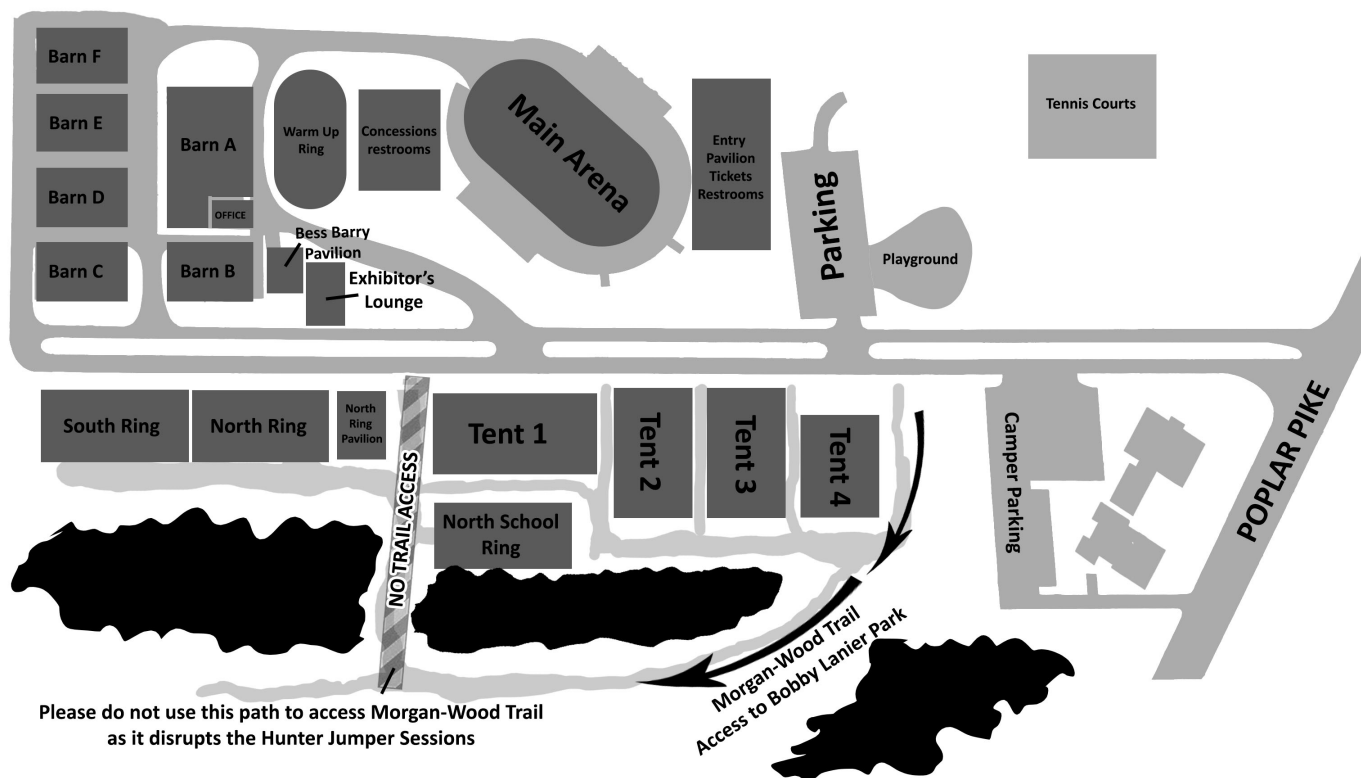 Barn F
Barn E
Barn D
Barn C
Barn A
OFFICE
Barn B
Warm Up
Ring
Concessions
restrooms
Main Arena
Entry
Pavilion
Tickets
Restrooms
Parking
Playground
Tennis Courts
Bess Barry
Pavilion
Exhibitor's
Lounge
South Ring
North Ring
North
Ring
Pavilion
NO TRAIL ACCESS
Tent 1
Tent 2
Tent 3
Tent 4
North School
Ring
Camper Parking
POPLAR PIKE
Morgan-Wood Trail
Access to Bobby Lanier Park
Please do not use this path to access Morgan-Wood Trail
as it disrupts the Hunter Jumper Sessions